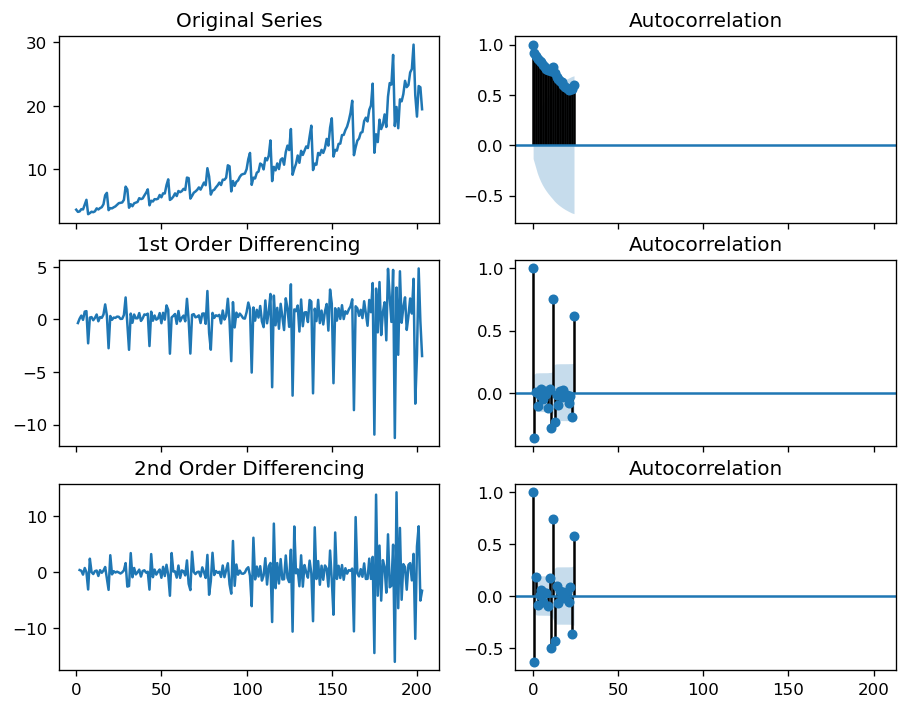 Original Series
Autocorrelation
30
20
10
1.0
0.5
0.0
−0.5
1st Order Differencing
Autocorrelation
5
0
−5
−10
1.0
0.5
0.0
2nd Order Differencing
Autocorrelation
10
0
−10
1.0
0.5
0.0
−0.5
0 50 100 150 200
0 50 100 150 200